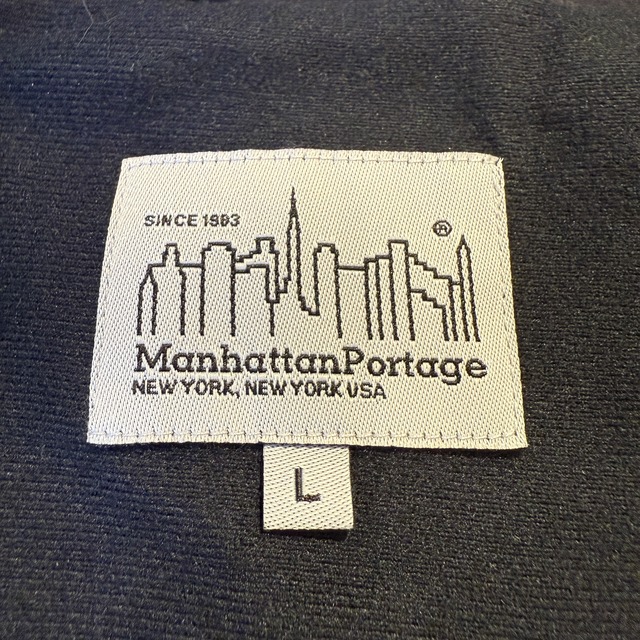 SINCE 1983
®
ManhattanPortage
NEW YORK, NEW YORK USA
L